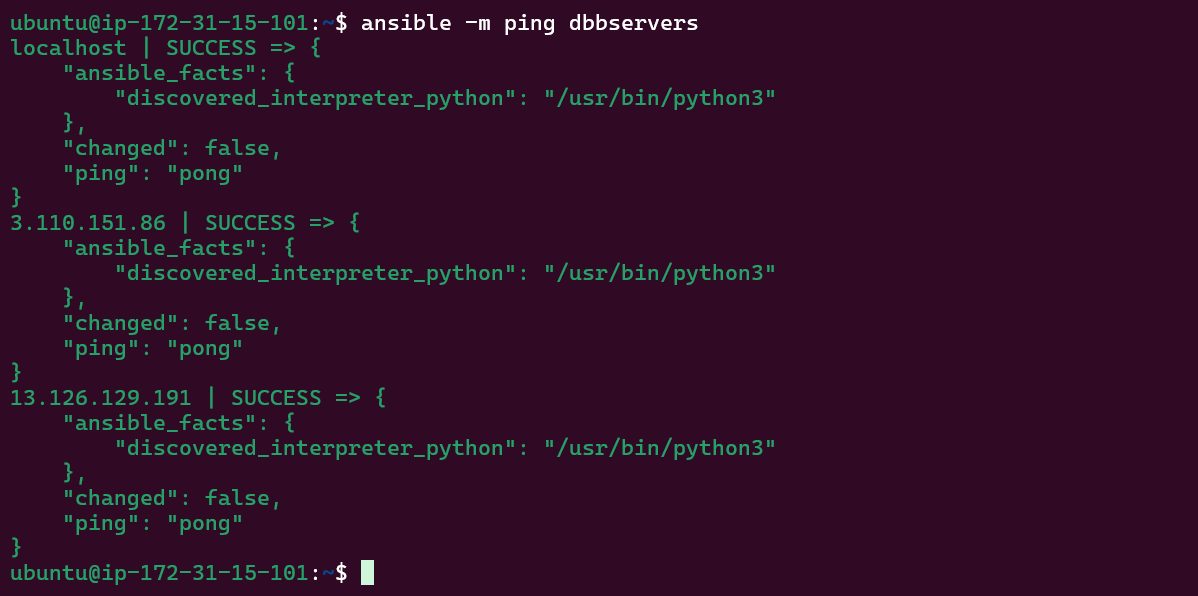 ubuntu@ip-172-31-15-101:~$ ansible -m ping dbbservers
localhost | SUCCESS => {
    "ansible_facts": {
        "discovered_interpreter_python": "/usr/bin/python3"
    },
    "changed": false,
    "ping": "pong"
}
3.110.151.86 | SUCCESS => {
    "ansible_facts": {
        "discovered_interpreter_python": "/usr/bin/python3"
    },
    "changed": false,
    "ping": "pong"
}
13.126.129.191 | SUCCESS => {
    "ansible_facts": {
        "discovered_interpreter_python": "/usr/bin/python3"
    },
    "changed": false,
    "ping": "pong"
}
ubuntu@ip-172-31-15-101:~$